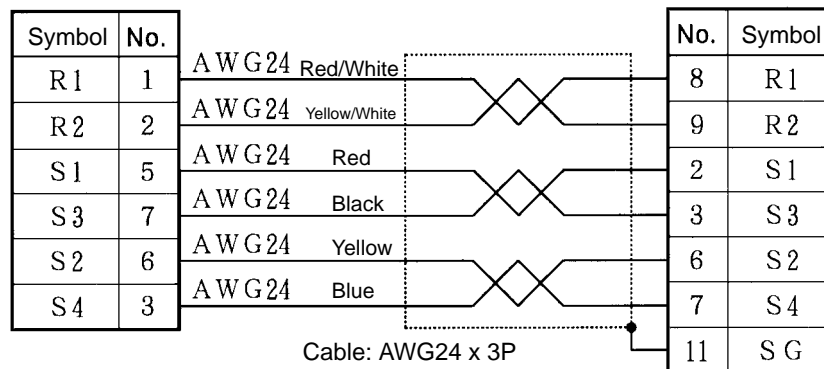 Symbol No. No. Symbol
R1 1 AWG24 Red/White 8 R1
R2 2 AWG24 Yellow/White 9 R2
S1 5 AWG24 Red 2 S1
S3 7 AWG24 Black 3 S3
S2 6 AWG24 Yellow 6 S2
S4 3 AWG24 Blue 7 S4
Cable: AWG24 x 3P 11 SG